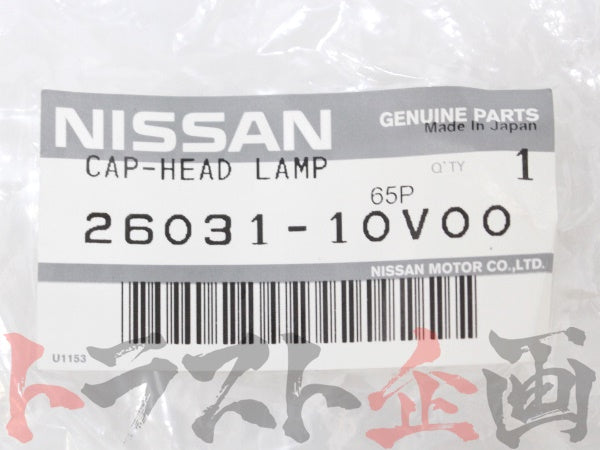 NISSAN
GENUINE PARTS
Made In Japan
CAP-HEAD LAMP
Q'TY 1
65P
26031-10V00
NISSAN MOTOR CO.,LTD.
U1153
トラスト企画